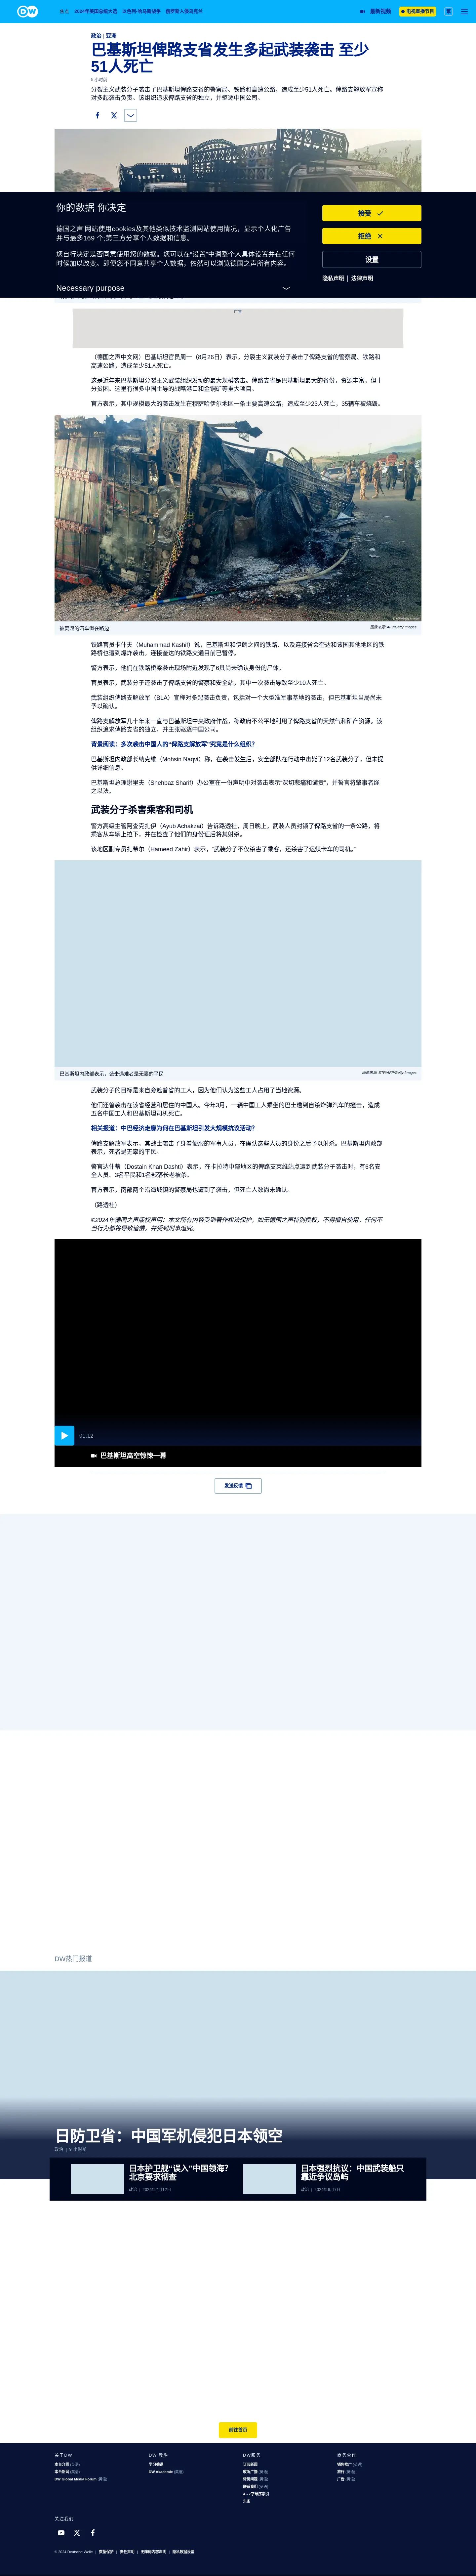 DW
焦点
2024年美国总统大选
以色列-哈马斯战争
俄罗斯入侵乌克兰
最新视频
电视直播节目
政治 | 亚洲
巴基斯坦俾路支省发生多起武装袭击 至少
51人死亡
5 小时前
分裂主义武装分子袭击了巴基斯坦俾路支省的警察局、铁路和高速公路，造成至少51人死亡。俾路支解放军宣称
对多起袭击负责。该组织追求俾路支省的独立，并驱逐中国公司。
你的数据 你决定
德国之声网站使用cookies及其他类似技术监测网站使用情况，显示个人化广告
并与最多169 个;第三方分享个人数据和信息。
您自行决定是否同意使用您的数据。您可以在"设置"中调整个人具体设置并在任何
时候加以改变。即便您不同意共享个人数据，依然可以浏览德国之声所有内容。
Necessary purpose
接受
拒绝
设置
隐私声明 | 法律声明
广告
（德国之声中文网）巴基斯坦官员周一（8月26日）表示，分裂主义武装分子袭击了俾路支省的警察局、铁路和
高速公路，造成至少51人死亡。
这是近年来巴基斯坦分裂主义武装组织发动的最大规模袭击。俾路支省是巴基斯坦最大的省份，资源丰富，但十
分贫困。这里有很多中国主导的战略港口和金铜矿等重大项目。
官方表示，其中规模最大的袭击发生在穆萨哈伊尔地区一条主要高速公路，造成至少23人死亡，35辆车被烧毁。
被焚毁的汽车倒在路边
图像来源: AFP/Getty Images
铁路官员卡什夫（Muhammad Kashif）说，巴基斯坦和伊朗之间的铁路、以及连接省会奎达和该国其他地区的铁
路桥也遭到爆炸袭击。连接奎达的铁路交通目前已暂停。
警方表示，他们在铁路桥梁袭击现场附近发现了6具尚未确认身份的尸体。
官员表示，武装分子还袭击了俾路支省的警察和安全站，其中一次袭击导致至少10人死亡。
武装组织俾路支解放军（BLA）宣称对多起袭击负责，包括对一个大型准军事基地的袭击，但巴基斯坦当局尚未
予以确认。
俾路支解放军几十年来一直与巴基斯坦中央政府作战，称政府不公平地利用了俾路支省的天然气和矿产资源。该
组织追求俾路支省的独立，并主张驱逐中国公司。
背景阅读：多次袭击中国人的“俾路支解放军”究竟是什么组织？
巴基斯坦内政部长纳克维（Mohsin Naqvi）称，在袭击发生后，安全部队在行动中击毙了12名武装分子，但未提
供详细信息。
巴基斯坦总理谢里夫（Shehbaz Sharif）办公室在一份声明中对袭击表示“深切悲痛和谴责”，并誓言将肇事者绳
之以法。
武装分子杀害乘客和司机
警方高级主管阿查克扎伊（Ayub Achakzai）告诉路透社，周日晚上，武装人员封锁了俾路支省的一条公路，将
乘客从车辆上拉下，并在检查了他们的身份证后将其射杀。
该地区副专员扎希尔（Hameed Zahir）表示，“武装分子不仅杀害了乘客，还杀害了运煤卡车的司机。”
巴基斯坦内政部表示，袭击遇难者是无辜的平民
图像来源: STR/AFP/Getty Images
武装分子的目标是来自旁遮普省的工人，因为他们认为这些工人占用了当地资源。
他们还曾袭击在该省经营和居住的中国人。今年3月，一辆中国工人乘坐的巴士遭到自杀炸弹汽车的撞击，造成
五名中国工人和巴基斯坦司机死亡。
相关报道：中巴经济走廊为何在巴基斯坦引发大规模抗议活动？
俾路支解放军表示，其战士袭击了身着便服的军事人员，在确认这些人员的身份之后予以射杀。巴基斯坦内政部
表示，死者是无辜的平民。
警官达什蒂（Dostain Khan Dashti）表示，在卡拉特中部地区的俾路支莱维站点遭到武装分子袭击时，有6名安
全人员、3名平民和1名部落长老被杀。
官方表示，南部两个沿海城镇的警察局也遭到了袭击，但死亡人数尚未确认。
（路透社）
©2024年德国之声版权声明：本文所有内容受到著作权法保护，如无德国之声特别授权，不得擅自使用。任何不
当行为都将导致追偿，并受到刑事追究。
01:12
巴基斯坦高空惊悚一幕
发送反馈
DW热门报道
日防卫省：中国军机侵犯日本领空
政治 | 6 小时前
日本护卫舰“误入”中国领海？
北京要求彻查
政治 | 2024年7月12日
日本强烈抗议：中国武装船只
靠近争议岛屿
政治 | 2024年6月7日
前往首页
关于DW
本台介绍 (英语)
本台新闻 (英语)
DW Global Media Forum (英语)
DW 教学
学习德语
DW Akademie (英语)
DW服务
订阅新闻
收听广播 (英语)
常见问题 (英语)
联系我们 (英语)
A - Z字母序索引
头条
商务合作
销售推广 (英语)
旅行 (英语)
广告 (英语)
关注我们
© 2024 Deutsche Welle | 数据保护 | 责任声明 | 无障碍内容声明 | 隐私数据设置